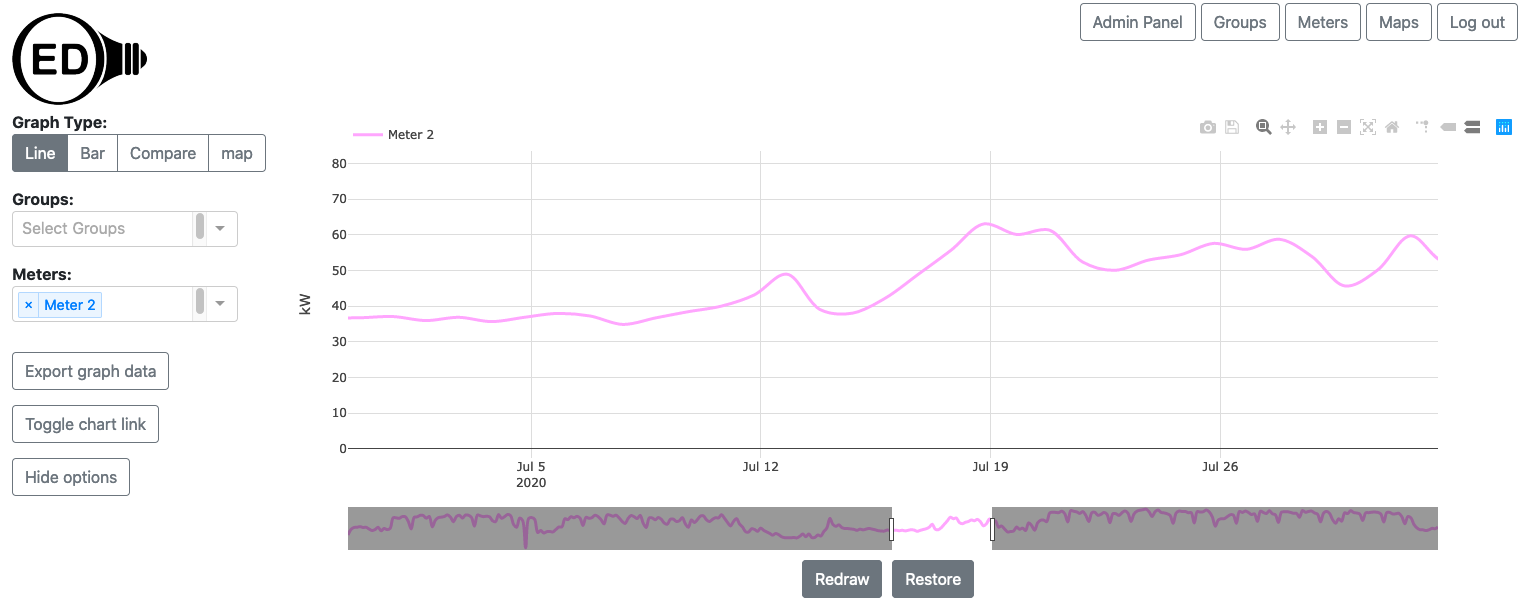 Admin Panel
Groups
Meters
Maps
Log out
ED
Graph Type:
Line
Bar
Compare
map
Groups:
Select Groups
Meters:
× Meter 2
Export graph data
Toggle chart link
Hide options
Meter 2
80
70
60
50
40
30
20
10
0
kW
Jul 5
2020
Jul 12
Jul 19
Jul 26
Redraw
Restore